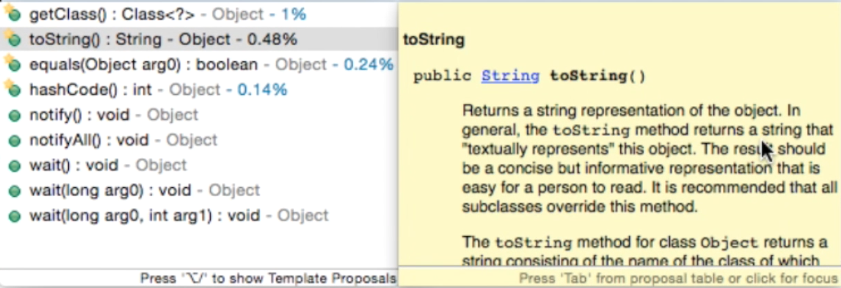 getClass() : Class<?> - Object - 1%
toString() : String - Object - 0.48%
equals(Object arg0) : boolean - Object - 0.24%
hashCode() : int - Object - 0.14%
notify() : void - Object
notifyAll() : void - Object
wait() : void - Object
wait(long arg0) : void - Object
wait(long arg0, int arg1) : void - Object
Press '⌥/' to show Template Proposals
toString
public String toString()
Returns a string representation of the object. In
general, the toString method returns a string that
"textually represents" this object. The result should
be a concise but informative representation that is
easy for a person to read. It is recommended that all
subclasses override this method.
The toString method for class Object returns a
string consisting of the name of the class of which
Press 'Tab' from proposal table or click for focus